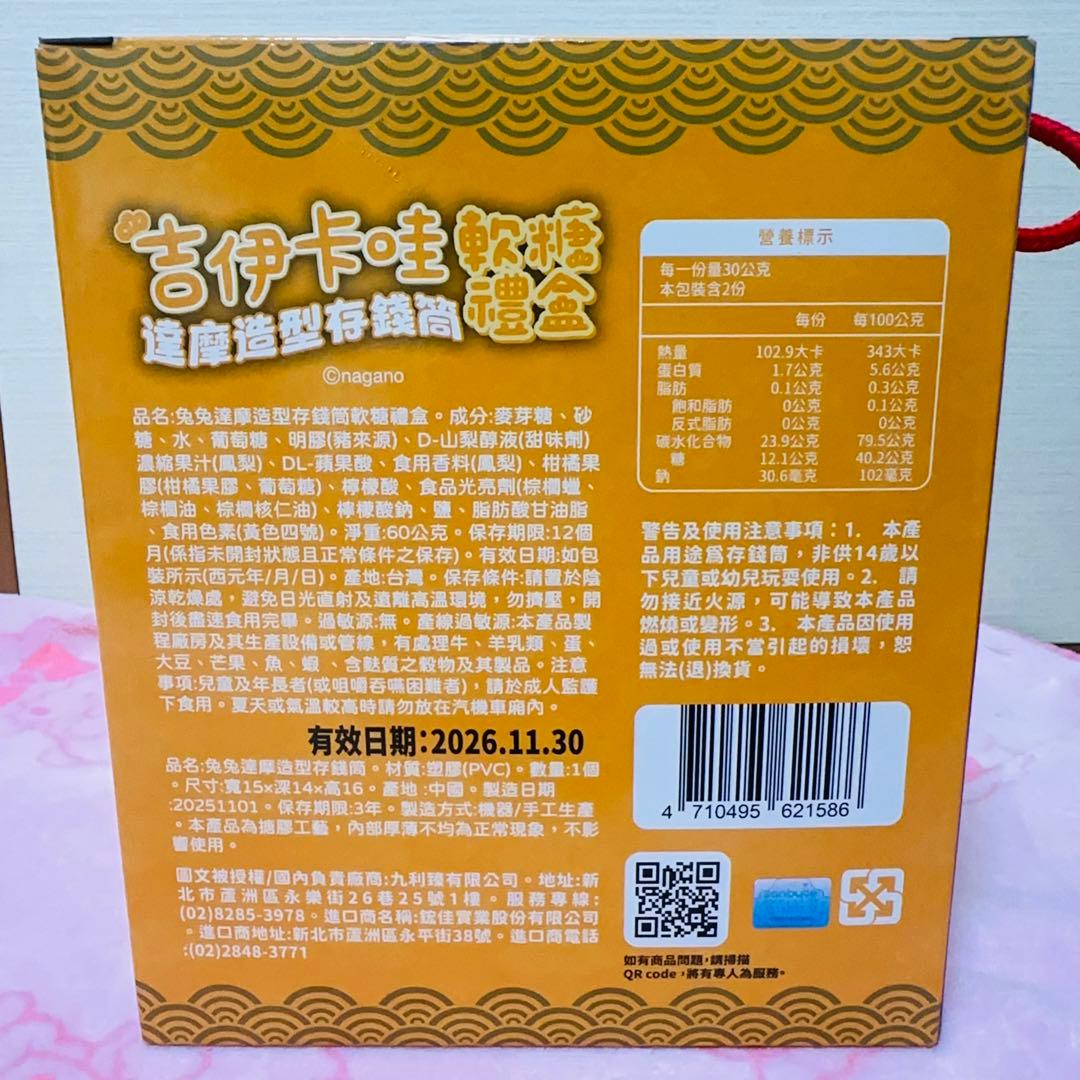 吉伊卡哇
軟糖
禮盒
達摩造型存錢筒
©nagano
品名:兔兔達摩造型存錢筒軟糖禮盒。成分:麥芽糖、砂
糖、水、葡萄糖、明膠(豬來源)、D-山梨醇液(甜味劑)
濃縮果汁(鳳梨)、DL-蘋果酸、食用香料(鳳梨)、柑橘果
膠(柑橘果膠、葡萄糖)、檸檬酸、食品光亮劑(棕櫚蠟、
棕櫚油、棕櫚核仁油)、檸檬酸鈉、鹽、脂肪酸甘油脂
、食用色素(黃色四號)。淨重:60公克。保存期限:12個
月(係指未開封狀態且正常條件之保存)。有效日期:如包
裝所示(西元年/月/日)。產地:台灣。保存條件:請置於陰
涼乾燥處，避免日光直射及遠離高溫環境，勿擠壓，開
封後盡速食用完畢。過敏源:無。產線過敏源:本產品製
程廠房及其生產設備或管線，有處理牛、羊乳類、蛋、
大豆、芒果、魚、蝦、含麩質之穀物及其製品。注意
事項:兒童及年長者(或咀嚼吞嚥困難者)，請於成人監護
下食用。夏天或氣溫較高時請勿放在汽機車廂內。
有效日期:2026.11.30
品名:兔兔達摩造型存錢筒。材質:塑膠(PVC)。數量:1個
。尺寸:寬15×深14×高16。產地:中國。製造日期
:20251101。保存期限:3年。製造方式:機器/手工生產
。本產品為搪膠工藝，內部厚薄不均為正常現象，不影
響使用。
圖文被授權/國內負責廠商:九利臻有限公司。地址:新
北市蘆洲區永樂街26巷25號1樓。服務專線:
(02)8285-3978。進口商名稱:鋐佳實業股份有限公司
。進口商地址:新北市蘆洲區永平街38號。進口商電話
:(02)2848-3771
營養標示
每一份量30公克
本包裝含2份
每份 每100公克
熱量 102.9大卡 343大卡
蛋白質 1.7公克 5.6公克
脂肪 0.1公克 0.3公克
飽和脂肪 0公克 0.1公克
反式脂肪 0公克 0公克
碳水化合物 23.9公克 79.5公克
糖 12.1公克 40.2公克
鈉 30.6毫克 102毫克
警告及使用注意事項：1. 本產
品用途爲存錢筒，非供14歲以
下兒童或幼兒玩耍使用。2. 請
勿接近火源，可能導致本產品
燃燒或變形。3. 本產品因使用
過或使用不當引起的損壞，恕
無法(退)換貨。
4 710495 621586
如有商品問題，請掃描
QR code，將有專人為服務。